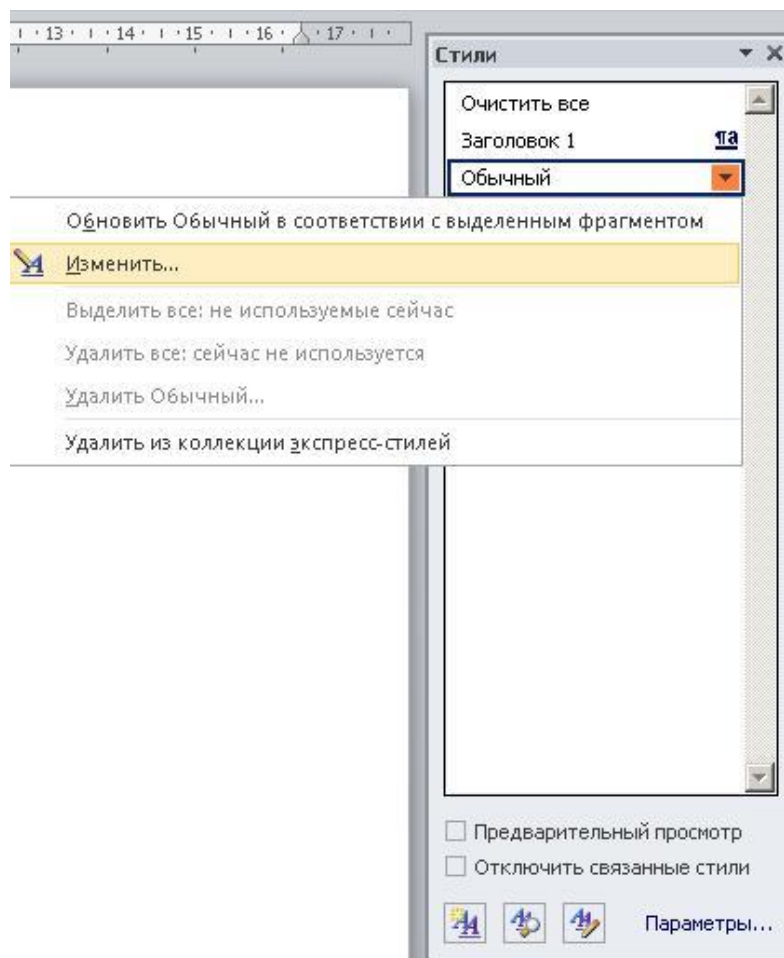 13 14 15 16 17
Стили
Очистить все
Заголовок 1 ¶a
Обычный
Обновить Обычный в соответствии с выделенным фрагментом
Изменить...
Выделить все: не используемые сейчас
Удалить все: сейчас не используется
Удалить Обычный...
Удалить из коллекции экспресс-стилей
Предварительный просмотр
Отключить связанные стили
Параметры...